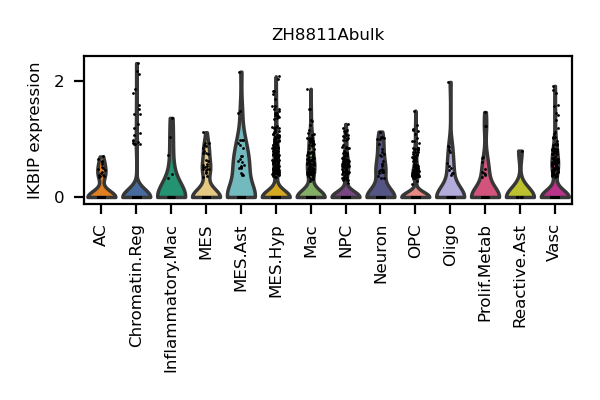 ZH8811Abulk
IKBIP expression
2
0
AC
Chromatin.Reg
Inflammatory.Mac
MES
MES.Ast
MES.Hyp
Mac
NPC
Neuron
OPC
Oligo
Prolif.Metab
Reactive.Ast
Vasc